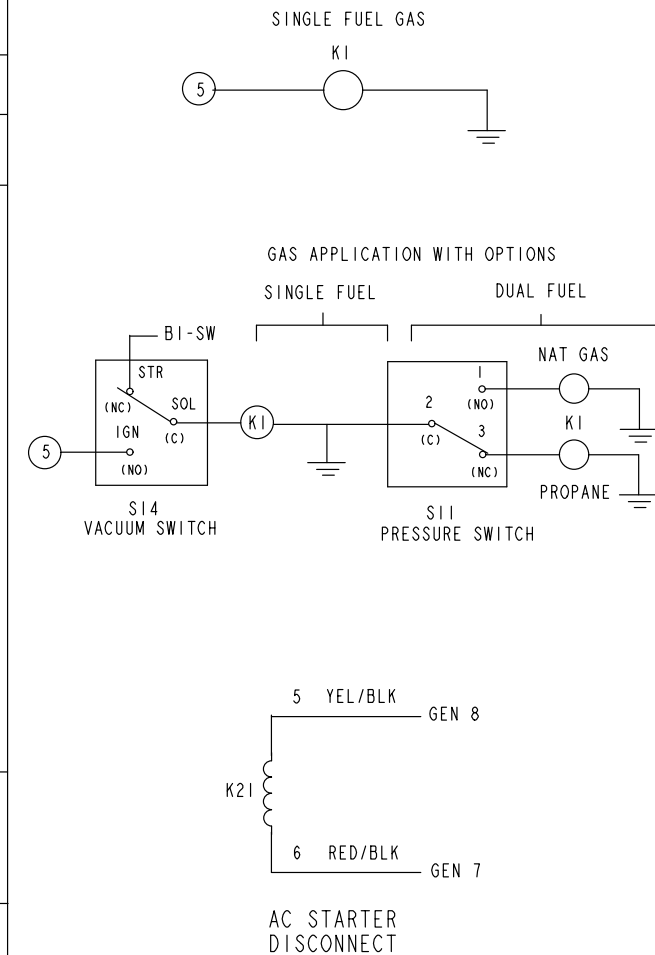 SINGLE FUEL GAS
K1
5
GAS APPLICATION WITH OPTIONS
SINGLE FUEL
DUAL FUEL
B1-SW
STR
(NC)
SOL
(C)
IGN
(NO)
5
S14
VACUUM SWITCH
K1
1
(NO)
2
(C)
3
(NC)
S11
PRESSURE SWITCH
NAT GAS
K1
PROPANE
5 YEL/BLK
GEN 8
K21
6 RED/BLK
GEN 7
AC STARTER
DISCONNECT